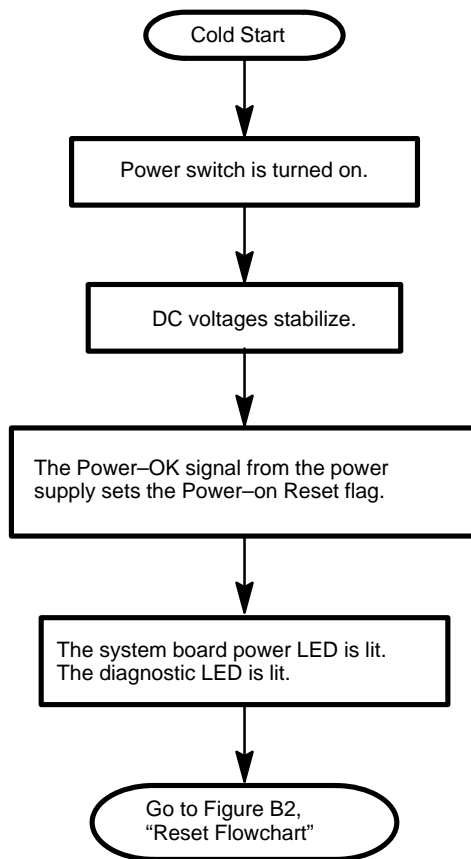 Cold Start
Power switch is turned on.
DC voltages stabilize.
The Power–OK signal from the power
supply sets the Power–on Reset flag.
The system board power LED is lit.
The diagnostic LED is lit.
Go to Figure B2,
“Reset Flowchart”